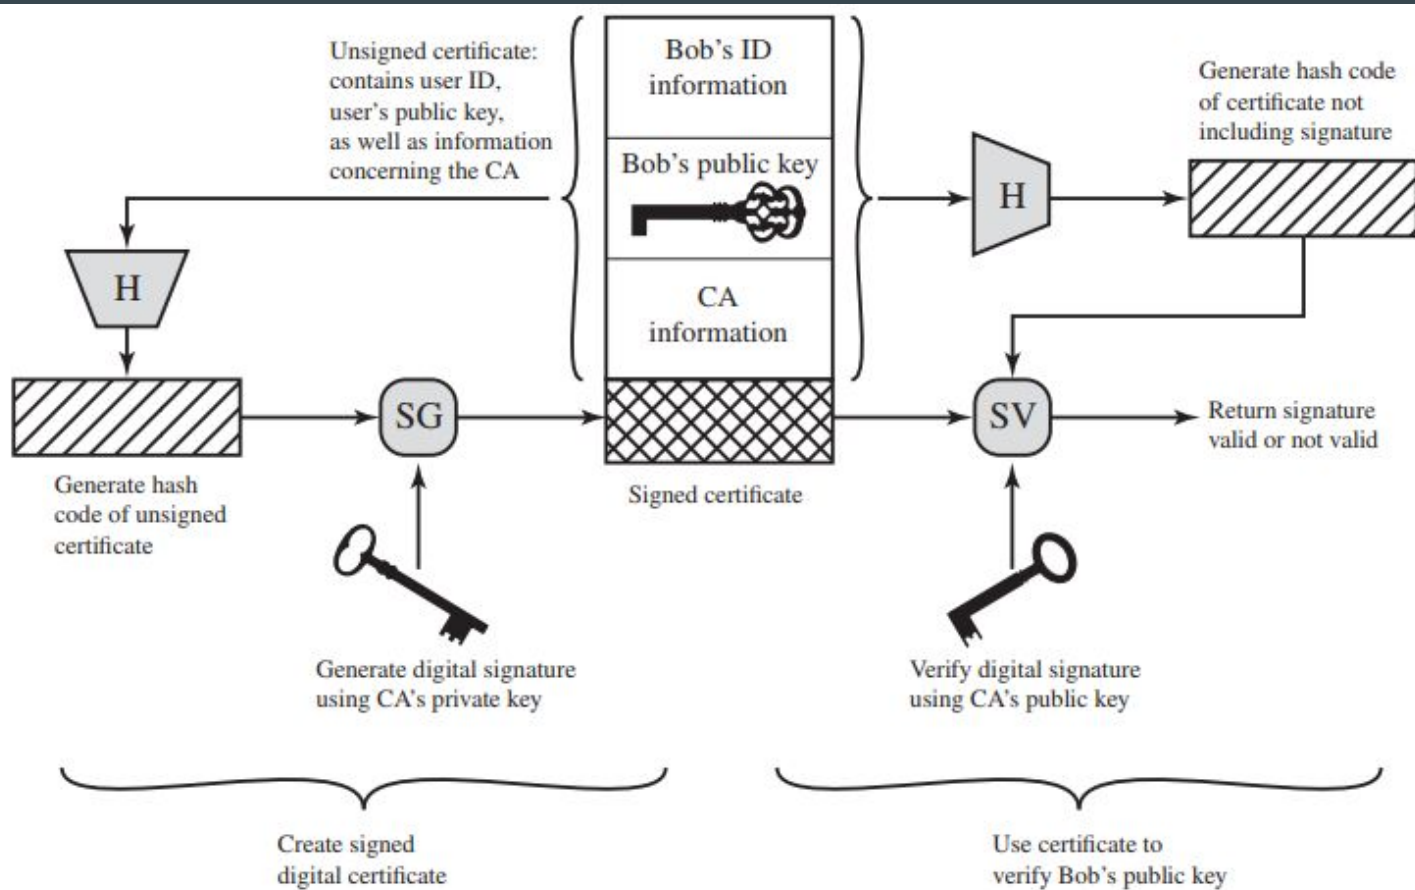 Unsigned certificate:
contains user ID,
user's public key,
as well as information
concerning the CA
Bob's ID
information
Bob's public key
CA
information
Generate hash code
of certificate not
including signature
H
H
SG
SV
Return signature
valid or not valid
Generate hash
code of unsigned
certificate
Signed certificate
Generate digital signature
using CA's private key
Verify digital signature
using CA's public key
Create signed
digital certificate
Use certificate to
verify Bob's public key